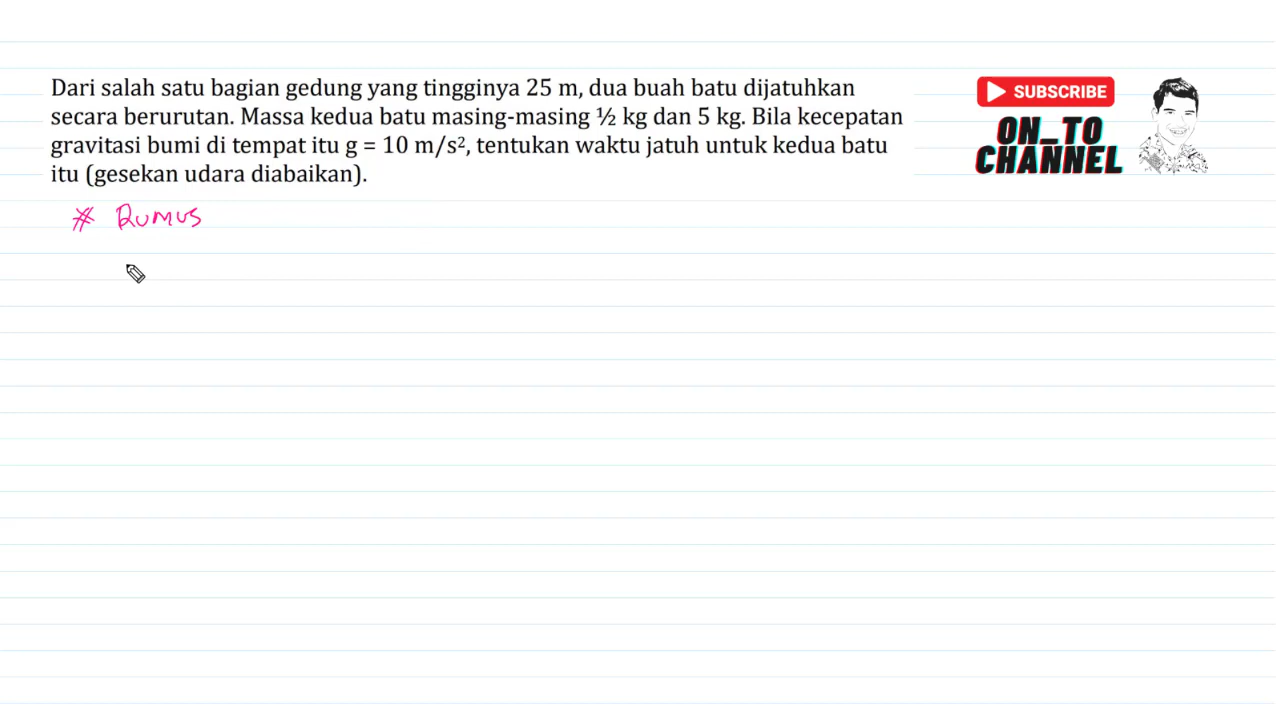 Dari salah satu bagian gedung yang tingginya 25 m, dua buah batu dijatuhkan
secara berurutan. Massa kedua batu masing-masing ½ kg dan 5 kg. Bila kecepatan
gravitasi bumi di tempat itu g = 10 m/s², tentukan waktu jatuh untuk kedua batu
itu (gesekan udara diabaikan).
SUBSCRIBE
ON_TO
CHANNEL
# Rumus